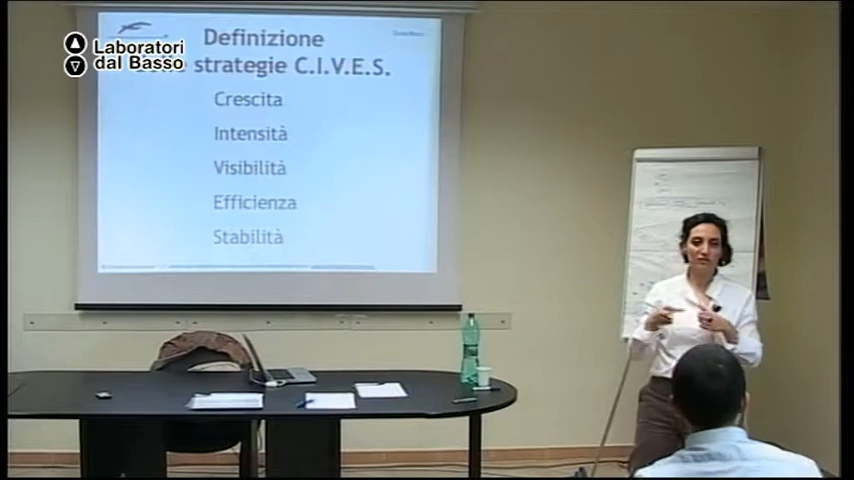 Laboratori
dal Basso
Definizione
strategie C.I.V.E.S.
Crescita
Intensità
Visibilità
Efficienza
Stabilità